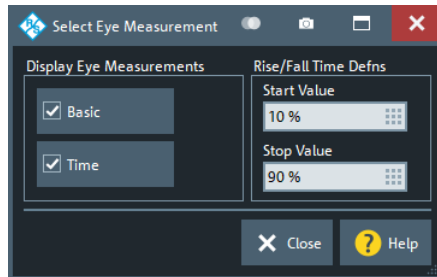 Select Eye Measurement
Display Eye Measurements
Basic
Time
Rise/Fall Time Defns
Start Value
10 %
Stop Value
90 %
Close
? Help